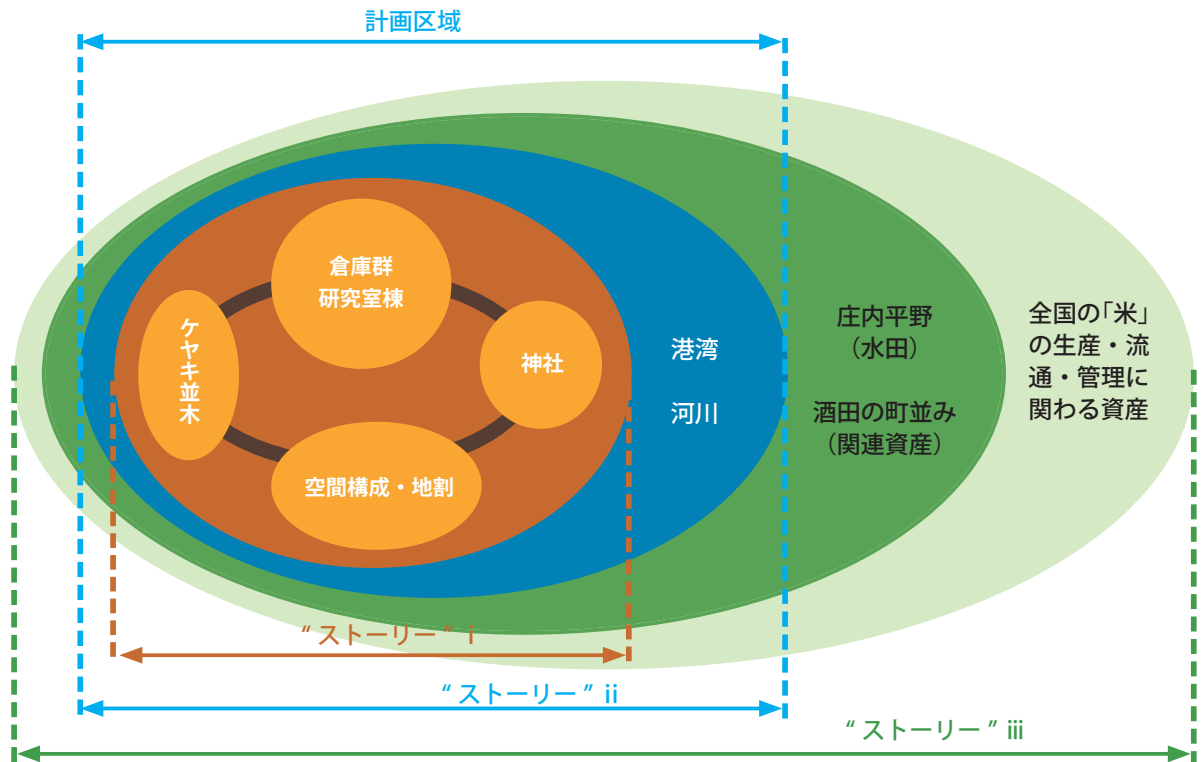 計画区域
倉庫群
研究室棟
ケヤキ並木
神社
空間構成・地割
港湾
河川
庄内平野
（水田）
酒田の町並み
（関連資産）
全国の「米」
の生産・流
通・管理に
関わる資産
“ストーリー” ⅰ
“ストーリー” ⅱ
“ストーリー” ⅲ